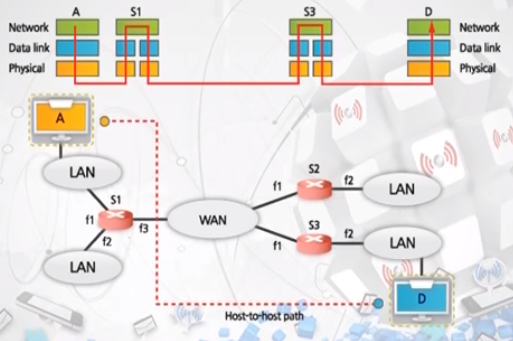 A S1 S3 D
Network Network
Data link Data link
Physical Physical
A
LAN
S1
f1
f2
f3
LAN
WAN
f1
S2
f2
LAN
f1
S3
f2
LAN
D
Host-to-host path